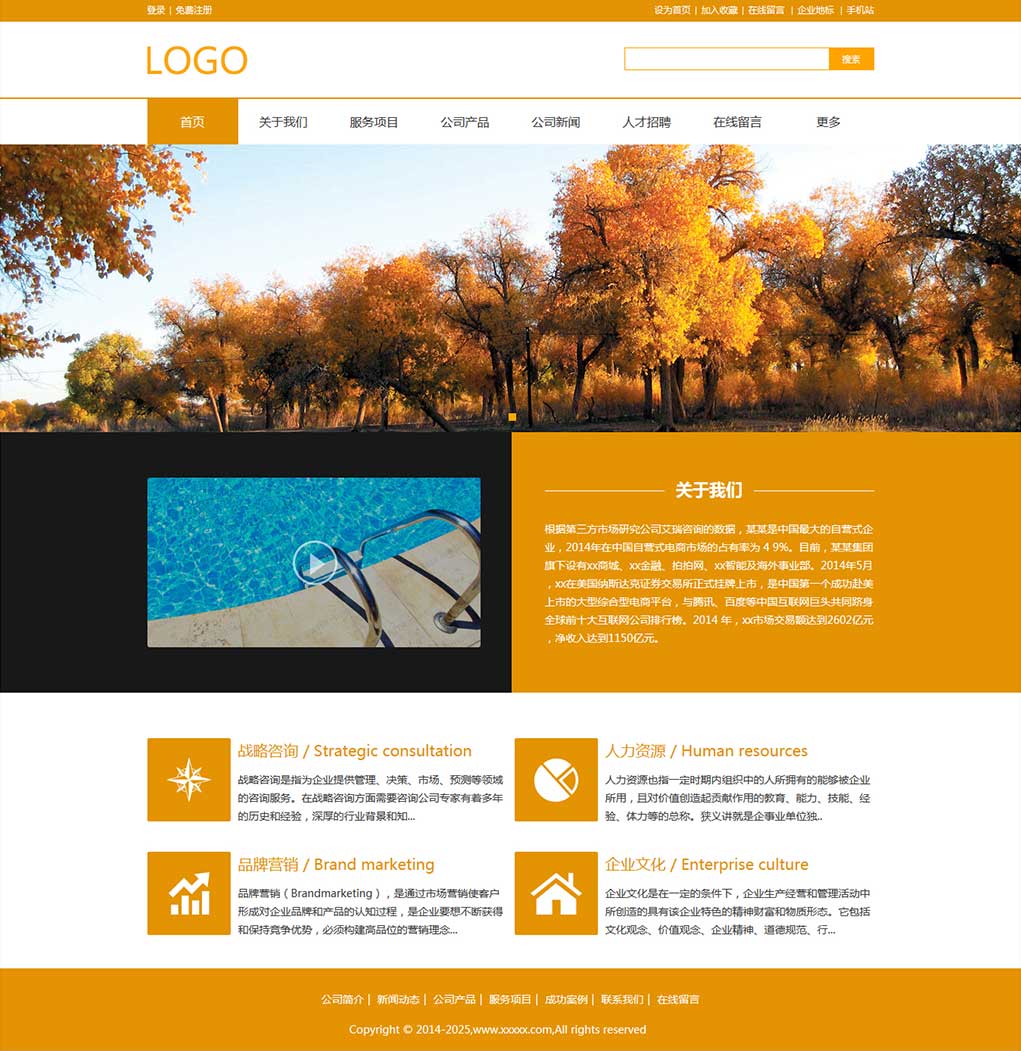 登录 | 免费注册
设为首页 | 加入收藏 | 在线留言 | 企业地标 | 手机站
LOGO
搜索
首页 关于我们 服务项目 公司产品 公司新闻 人才招聘 在线留言 更多
关于我们
根据第三方市场研究公司艾瑞咨询的数据，某某是中国最大的自营式企
业，2014年在中国自营式电商市场的占有率为 4 9%。目前，某某集团
旗下设有xx商城、xx金融、拍拍网、xx智能及海外事业部。2014年5月
，xx在美国纳斯达克证券交易所正式挂牌上市，是中国第一个成功赴美
上市的大型综合型电商平台，与腾讯、百度等中国互联网巨头共同跻身
全球前十大互联网公司排行榜。2014 年，xx市场交易额达到2602亿元
，净收入达到1150亿元。
战略咨询 / Strategic consultation
战略咨询是指为企业提供管理、决策、市场、预测等领域
的咨询服务。在战略咨询方面需要咨询公司专家有着多年
的历史和经验，深厚的行业背景和知...
人力资源 / Human resources
人力资源也指一定时期内组织中的人所拥有的能够被企业
所用，且对价值创造起贡献作用的教育、能力、技能、经
验、体力等的总称。狭义讲就是企事业单位独..
品牌营销 / Brand marketing
品牌营销（Brandmarketing），是通过市场营销使客户
形成对企业品牌和产品的认知过程，是企业要想不断获得
和保持竞争优势，必须构建高品位的营销理念...
企业文化 / Enterprise culture
企业文化是在一定的条件下，企业生产经营和管理活动中
所创造的具有该企业特色的精神财富和物质形态。它包括
文化观念、价值观念、企业精神、道德规范、行...
公司简介 | 新闻动态 | 公司产品 | 服务项目 | 成功案例 | 联系我们 | 在线留言
Copyright © 2014-2025,www.xxxxx.com,All rights reserved